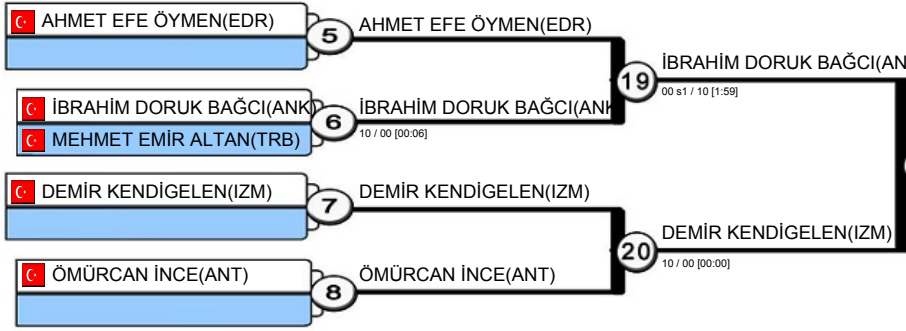 AHMET EFE ÖYMEN(EDR)
5
AHMET EFE ÖYMEN(EDR)
19
İBRAHİM DORUK BAĞCI(AN
00 s1 / 10 [1:59]
İBRAHİM DORUK BAĞCI(ANK)
MEHMET EMİR ALTAN(TRB)
6
İBRAHİM DORUK BAĞCI(ANK
10 / 00 [00:06]
DEMİR KENDİGELEN(IZM)
7
DEMİR KENDİGELEN(IZM)
20
DEMİR KENDİGELEN(IZM)
10 / 00 [00:00]
ÖMÜRCAN İNCE(ANT)
8
ÖMÜRCAN İNCE(ANT)